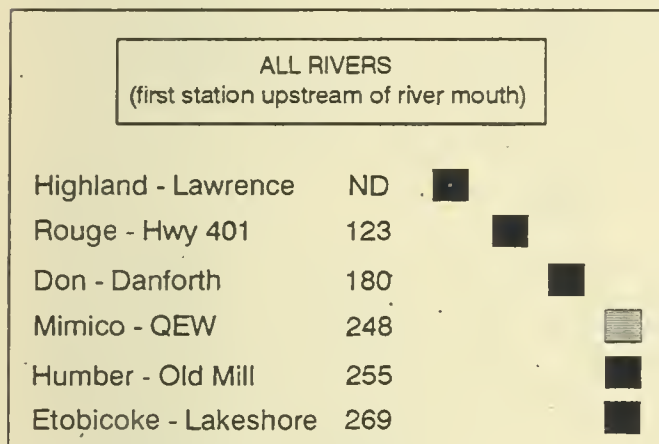 ALL RIVERS
(first station upstream of river mouth)
Highland - Lawrence ND
Rouge - Hwy 401 123
Don - Danforth 180
Mimico - QEW 248
Humber - Old Mill 255
Etobicoke - Lakeshore 269